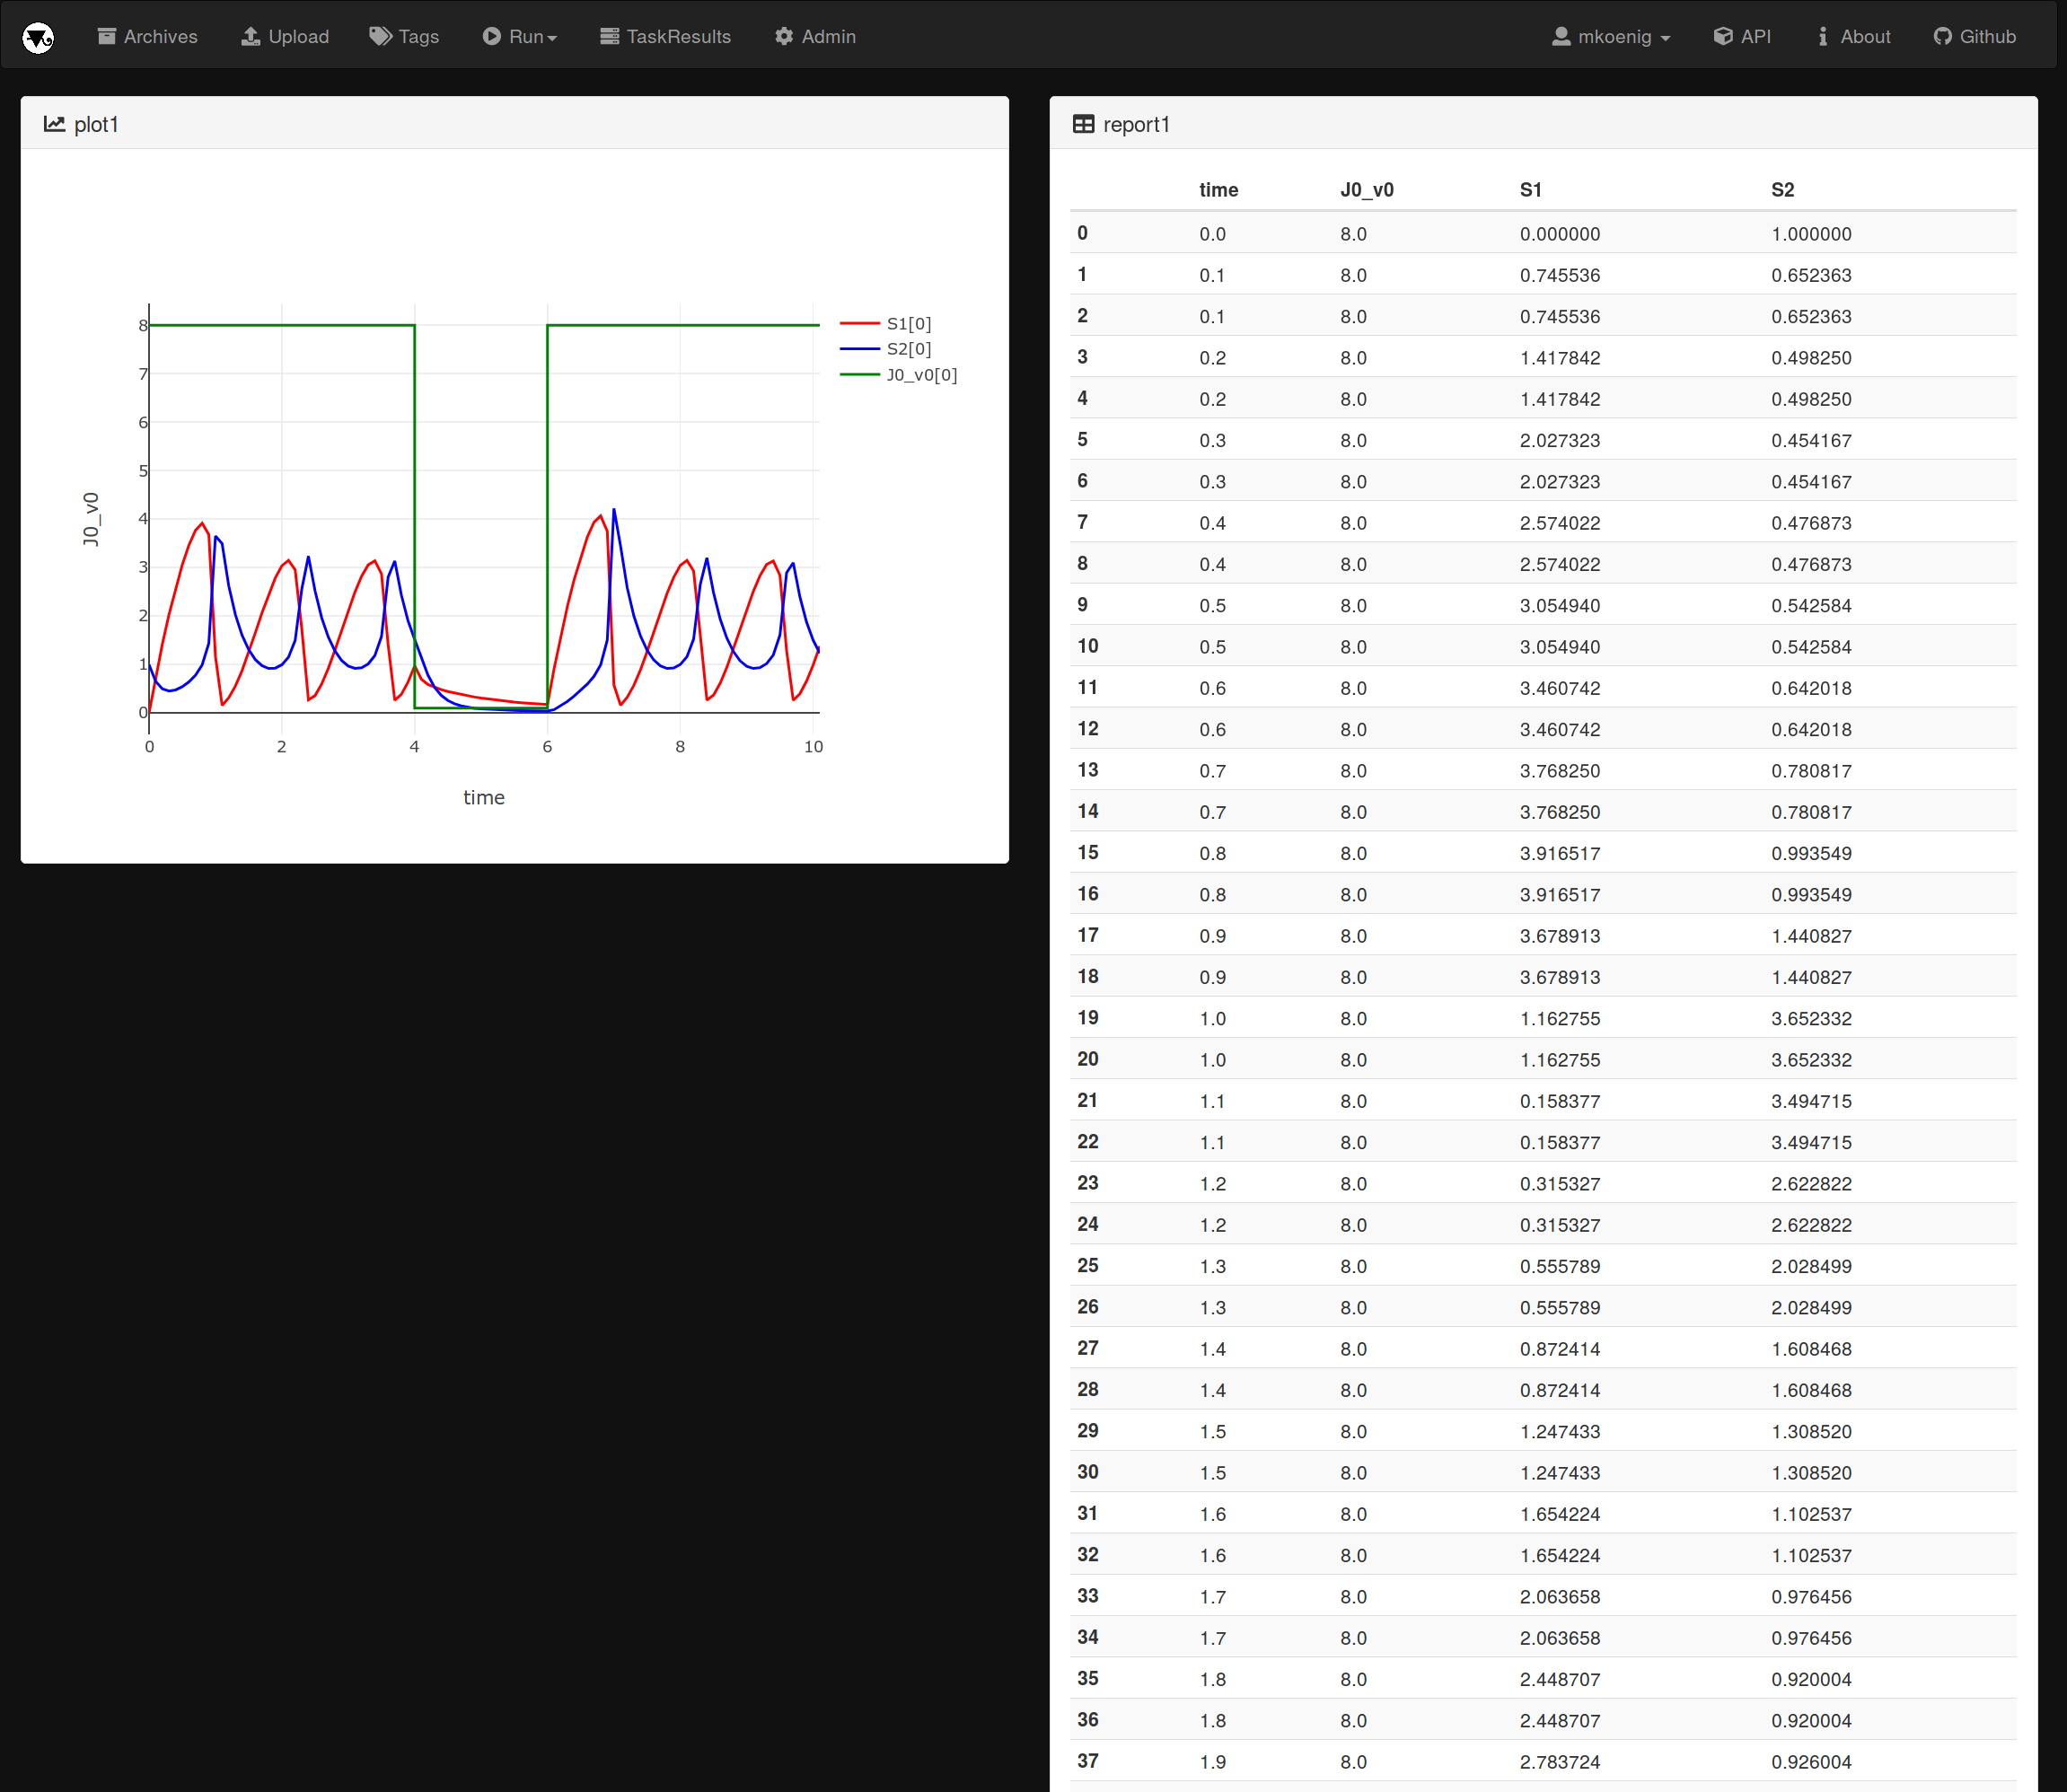 Archives Upload Tags Run TaskResults Admin mkoenig API About Github
plot1
8
7
6
5
4
3
2
1
0
0 2 4 6 8 10
J0_v0
time
S1[0]
S2[0]
J0_v0[0]
report1
time J0_v0 S1 S2
0 0.0 8.0 0.000000 1.000000
1 0.1 8.0 0.745536 0.652363
2 0.1 8.0 0.745536 0.652363
3 0.2 8.0 1.417842 0.498250
4 0.2 8.0 1.417842 0.498250
5 0.3 8.0 2.027323 0.454167
6 0.3 8.0 2.027323 0.454167
7 0.4 8.0 2.574022 0.476873
8 0.4 8.0 2.574022 0.476873
9 0.5 8.0 3.054940 0.542584
10 0.5 8.0 3.054940 0.542584
11 0.6 8.0 3.460742 0.642018
12 0.6 8.0 3.460742 0.642018
13 0.7 8.0 3.768250 0.780817
14 0.7 8.0 3.768250 0.780817
15 0.8 8.0 3.916517 0.993549
16 0.8 8.0 3.916517 0.993549
17 0.9 8.0 3.678913 1.440827
18 0.9 8.0 3.678913 1.440827
19 1.0 8.0 1.162755 3.652332
20 1.0 8.0 1.162755 3.652332
21 1.1 8.0 0.158377 3.494715
22 1.1 8.0 0.158377 3.494715
23 1.2 8.0 0.315327 2.622822
24 1.2 8.0 0.315327 2.622822
25 1.3 8.0 0.555789 2.028499
26 1.3 8.0 0.555789 2.028499
27 1.4 8.0 0.872414 1.608468
28 1.4 8.0 0.872414 1.608468
29 1.5 8.0 1.247433 1.308520
30 1.5 8.0 1.247433 1.308520
31 1.6 8.0 1.654224 1.102537
32 1.6 8.0 1.654224 1.102537
33 1.7 8.0 2.063658 0.976456
34 1.7 8.0 2.063658 0.976456
35 1.8 8.0 2.448707 0.920004
36 1.8 8.0 2.448707 0.920004
37 1.9 8.0 2.783724 0.926004